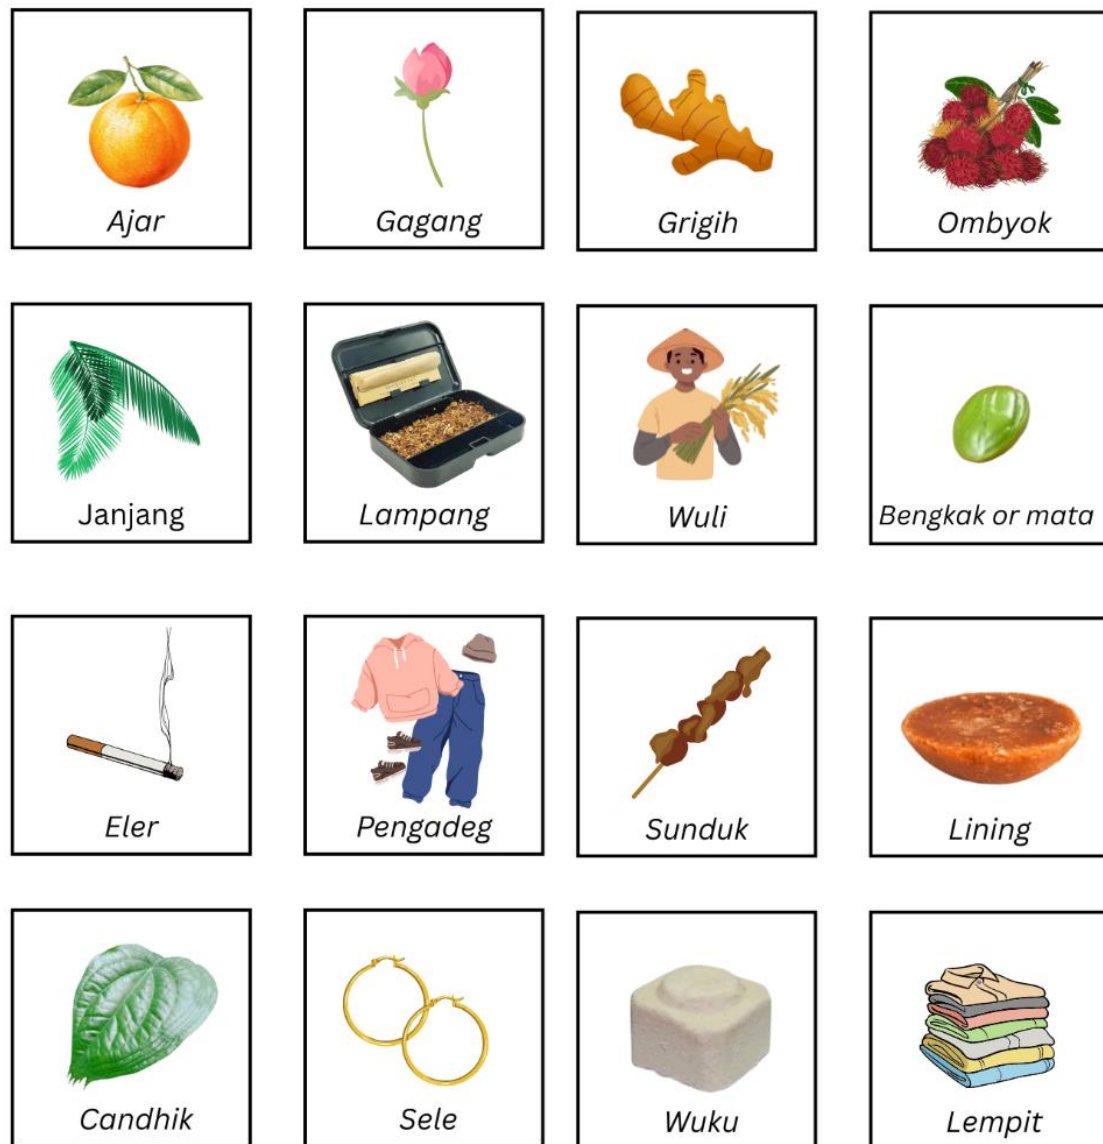 Ajar
Gagang
Grigih
Ombyok
Janjang
Lampang
Wuli
Bengkak or mata
Eler
Pengadeg
Sunduk
Lining
Candhik
Sele
Wuku
Lempit